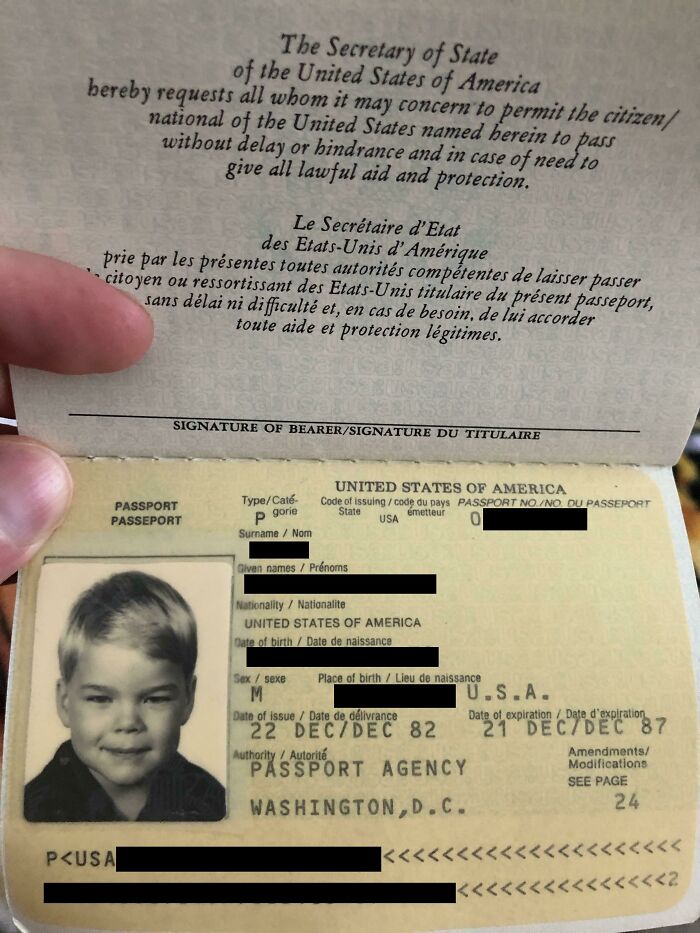 The Secretary of State
of the United States of America
hereby requests all whom it may concern to permit the citizen/
national of the United States named herein to pass
without delay or hindrance and in case of need to
give all lawful aid and protection.
Le Secrétaire d'Etat
des Etats-Unis d'Amérique
prie par les présentes toutes autorités compétentes de laisser passer
citoyen ou ressortissant des Etats-Unis titulaire du présent passeport,
sans délai ni difficulté et, en cas de besoin, de lui accorder
toute aide et protection légitimes.
SIGNATURE OF BEARER/SIGNATURE DU TITULAIRE
UNITED STATES OF AMERICA
PASSPORT
PASSEPORT
Type/Caté-
gorie
P
Code of issuing / code du pays
State
USA
émetteur
PASSPORT NO./NO. DU PASSEPORT
0
Surname / Nom
Given names / Prénoms
Nationality / Nationalite
UNITED STATES OF AMERICA
Date of birth / Date de naissance
Sex / sexe
M
Place of birth / Lieu de naissance
U.S.A.
Date of issue / Date de délivrance
22 DEC/DEC 82
Date of expiration / Date d'expiration
21 DEC/DEC 87
Authority / Autorité
PASSPORT AGENCY
WASHINGTON,D.C.
Amendments/
Modifications
SEE PAGE
24
P<USA <<<<<<<<<<<<<<<<<<<<<<
<<<<<<<<<<<<<<<2